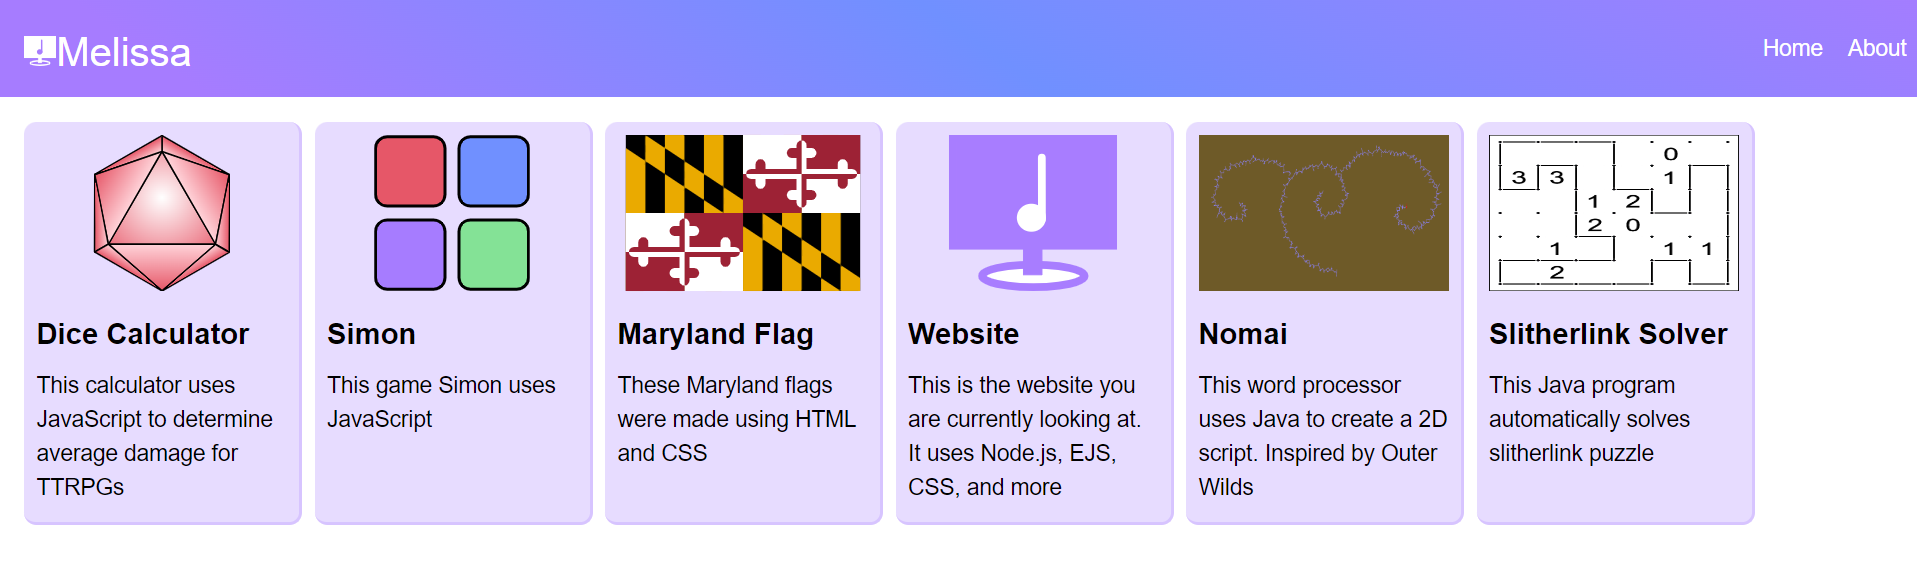 Melissa
Home About
Dice Calculator
This calculator uses
JavaScript to determine
average damage for
TTRPGs
Simon
This game Simon uses
JavaScript
Maryland Flag
These Maryland flags
were made using HTML
and CSS
Website
This is the website you
are currently looking at.
It uses Node.js, EJS,
CSS, and more
Nomai
This word processor
uses Java to create a 2D
script. Inspired by Outer
Wilds
0
3 3 1
1 2
2 0
1 1 1
2
Slitherlink Solver
This Java program
automatically solves
slitherlink puzzle